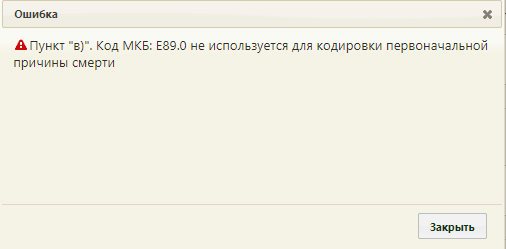 Ошибка
Пункт "в)". Код МКБ: E89.0 не используется для кодировки первоначальной
причины смерти
Закрыть